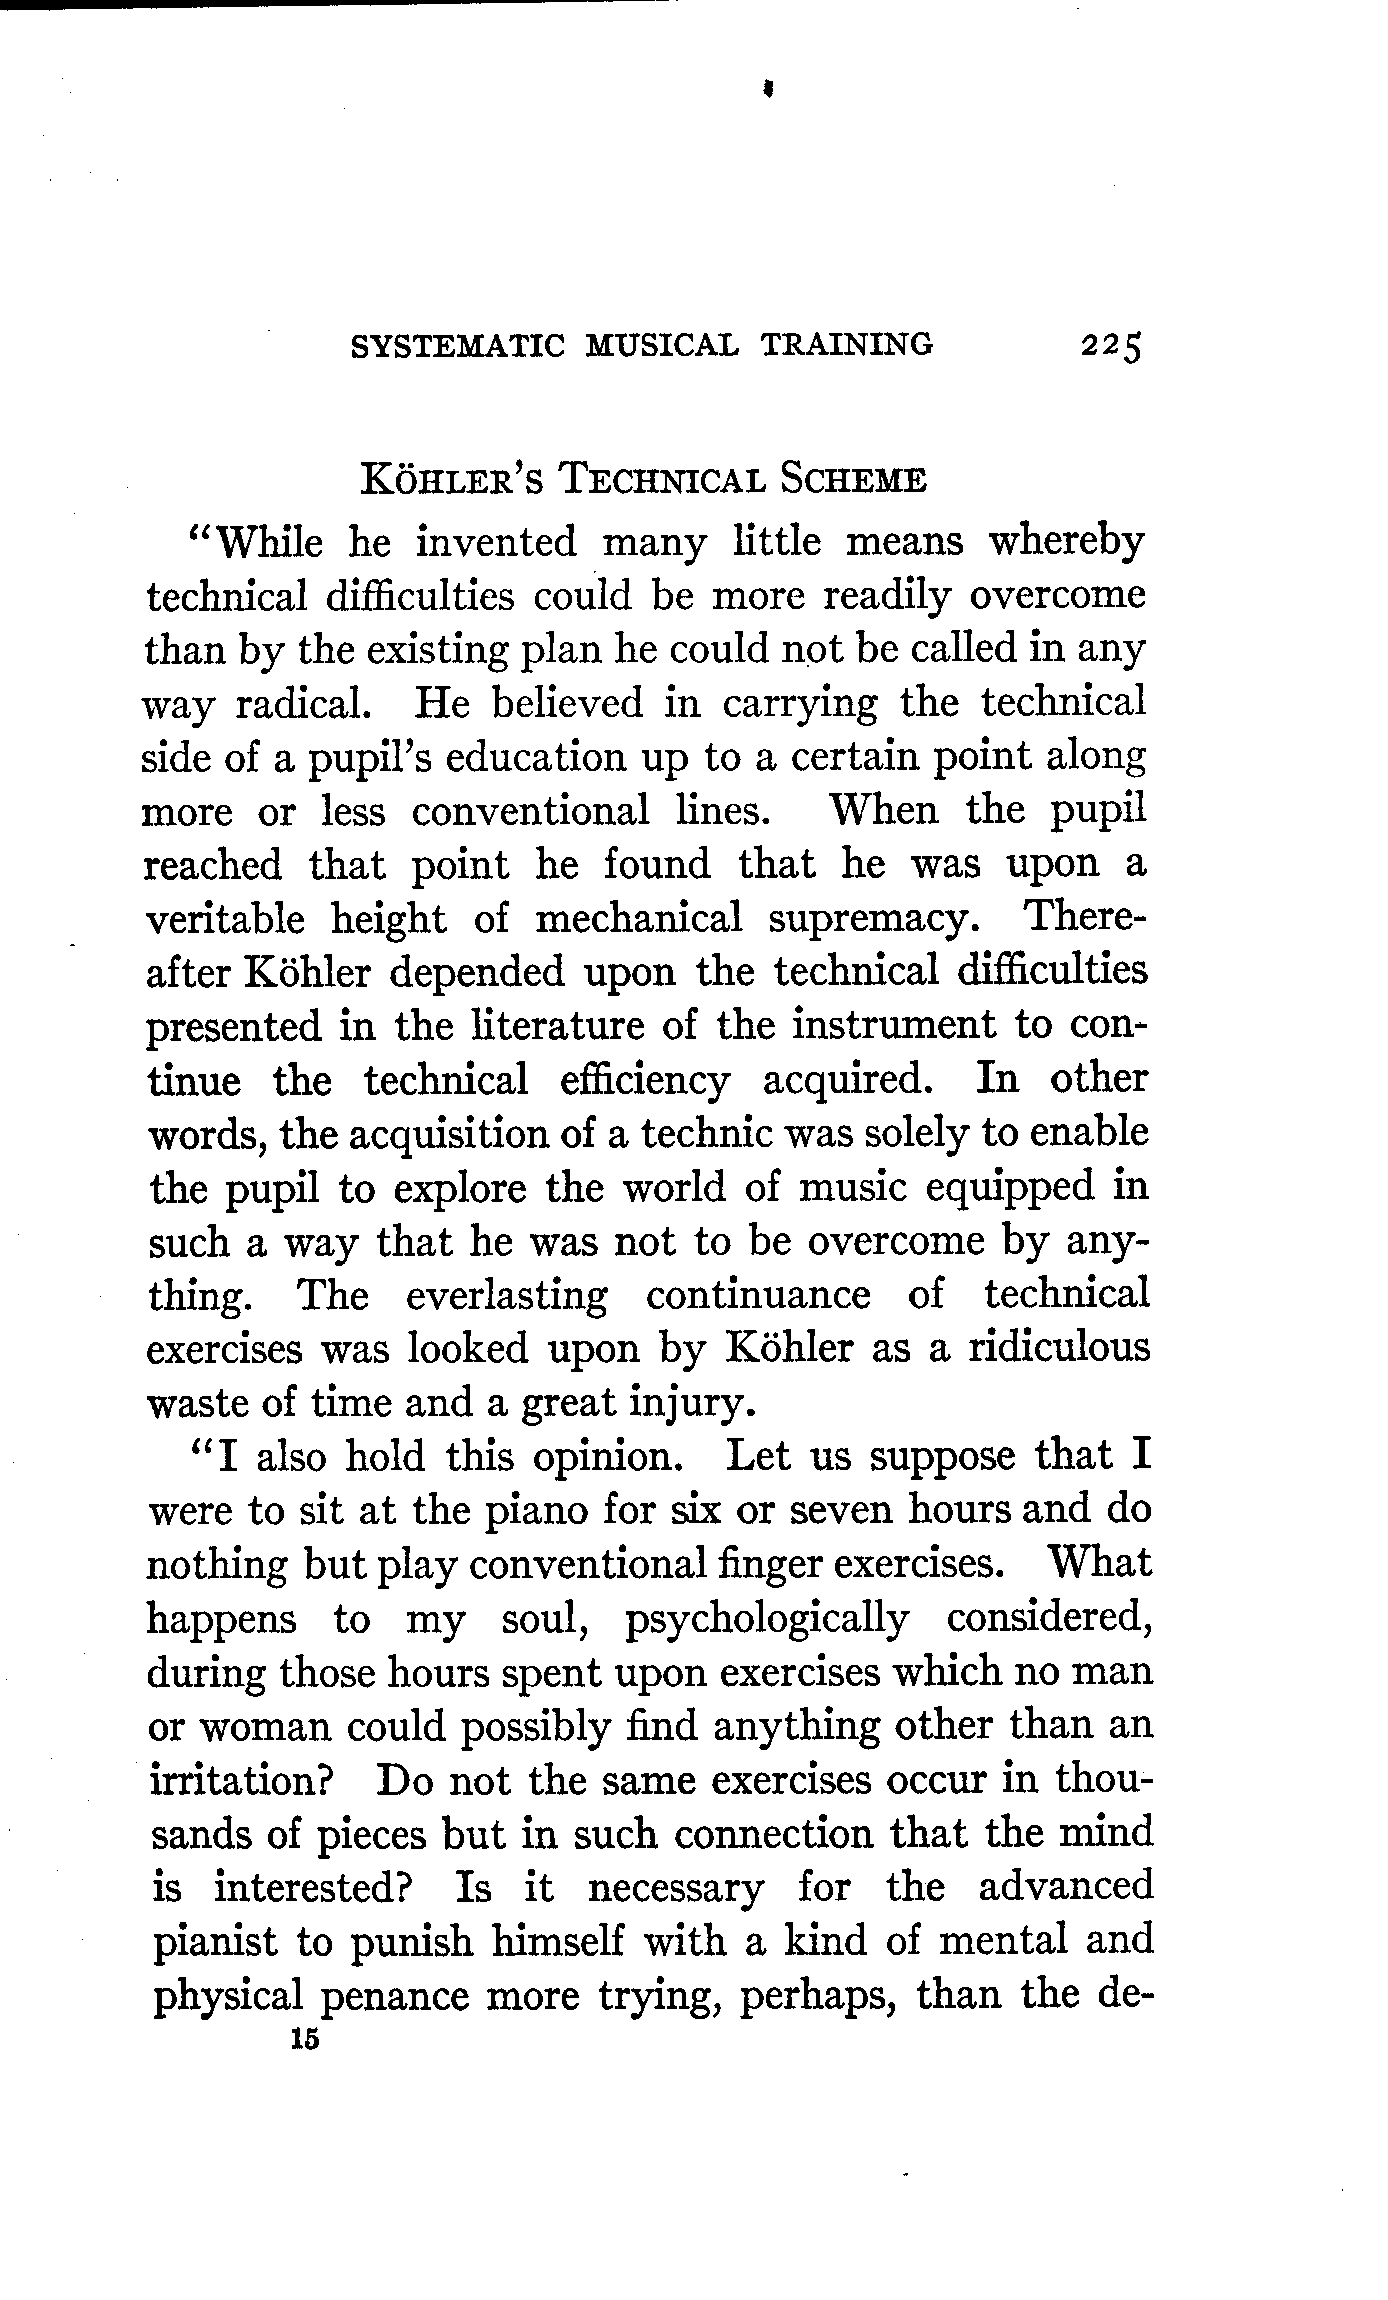 SYSTEMATIC MUSICAL TRAINING 225
KÖHLER'S TECHNICAL SCHEME
"While he invented many little means whereby
technical difficulties could be more readily overcome
than by the existing plan he could not be called in any
way radical. He believed in carrying the technical
side of a pupil's education up to a certain point along
more or less conventional lines. When the pupil
reached that point he found that he was upon a
veritable height of mechanical supremacy. There-
after Köhler depended upon the technical difficulties
presented in the literature of the instrument to con-
tinue the technical efficiency acquired. In other
words, the acquisition of a technic was solely to enable
the pupil to explore the world of music equipped in
such a way that he was not to be overcome by any-
thing. The everlasting continuance of technical
exercises was looked upon by Köhler as a ridiculous
waste of time and a great injury.
"I also hold this opinion. Let us suppose that I
were to sit at the piano for six or seven hours and do
nothing but play conventional finger exercises. What
happens to my soul, psychologically considered,
during those hours spent upon exercises which no man
or woman could possibly find anything other than an
irritation? Do not the same exercises occur in thou-
sands of pieces but in such connection that the mind
is interested? Is it necessary for the advanced
pianist to punish himself with a kind of mental and
physical penance more trying, perhaps, than the de-
15